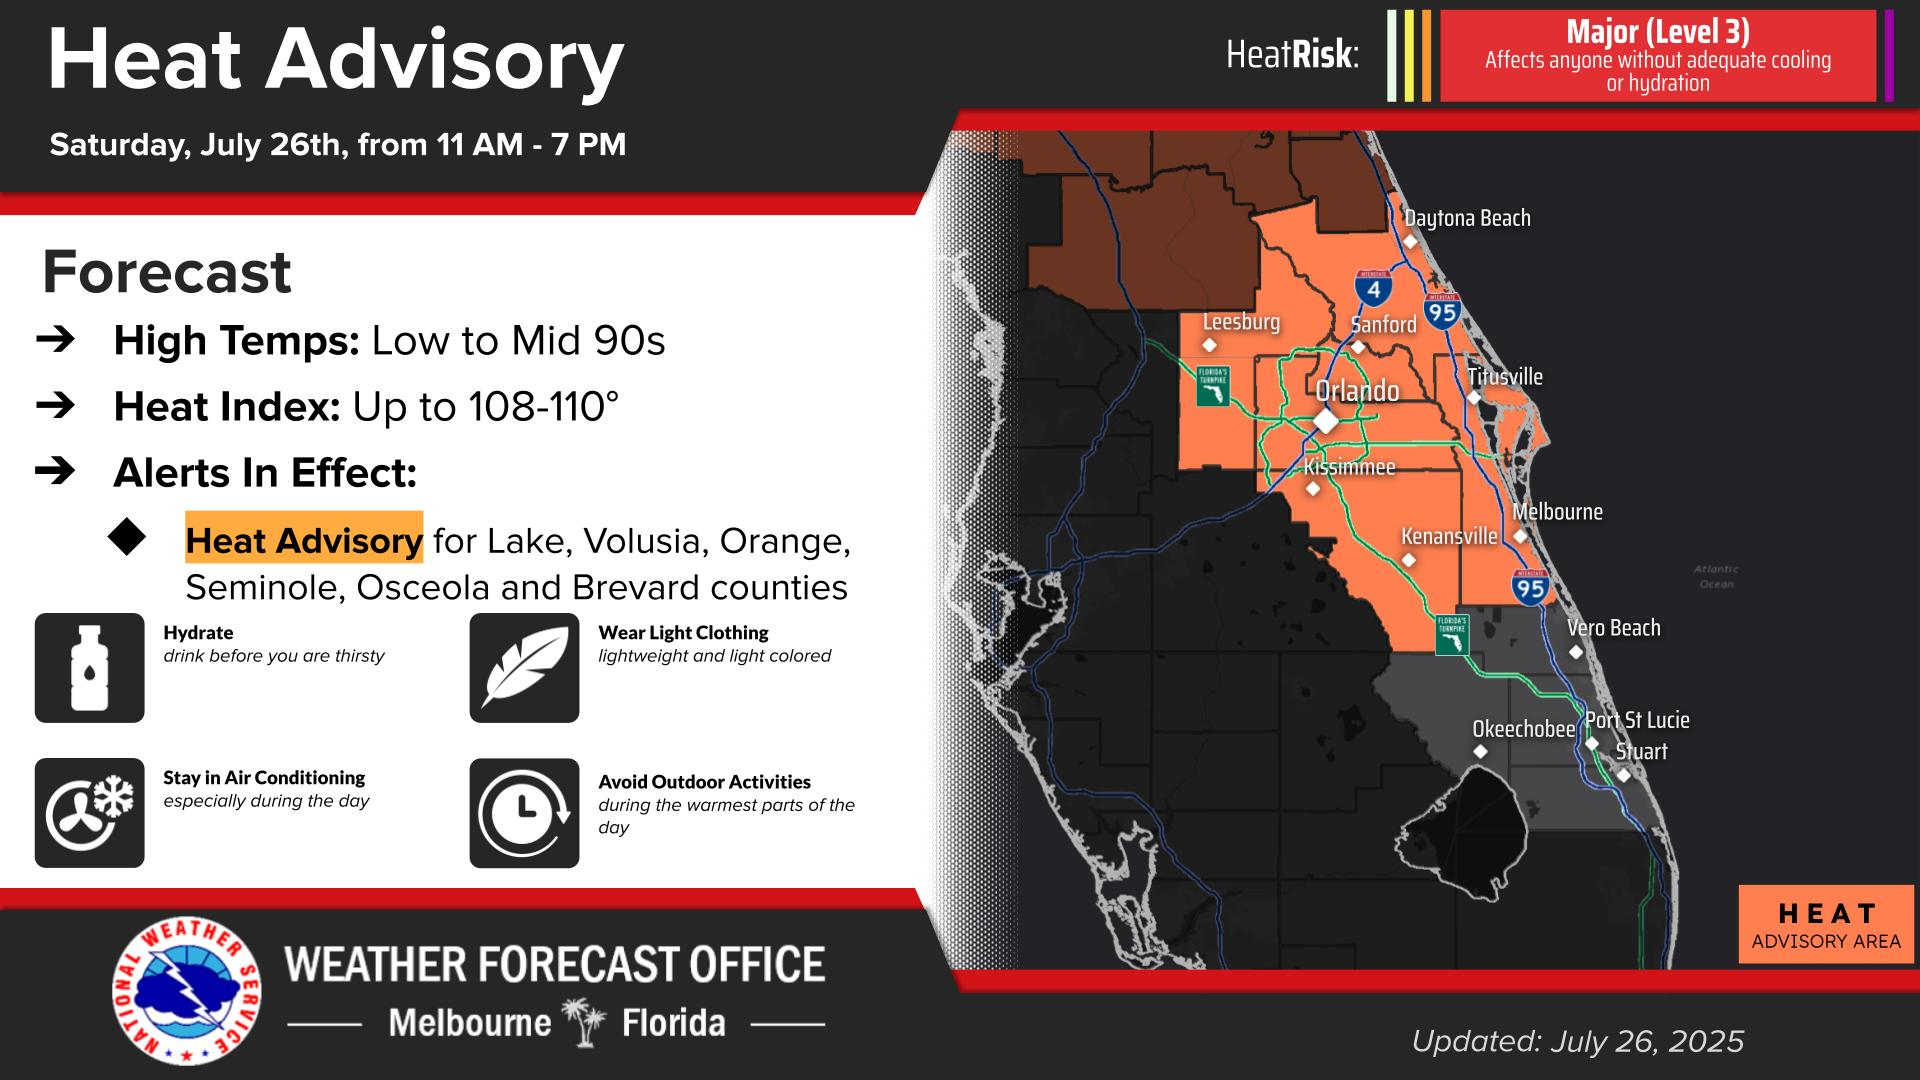 Heat Advisory
Saturday, July 26th, from 11 AM - 7 PM
HeatRisk:
Major (Level 3)
Affects anyone without adequate cooling
or hydration
Forecast
➔ High Temps: Low to Mid 90s
➔ Heat Index: Up to 108-110°
➔ Alerts In Effect:
◆ Heat Advisory for Lake, Volusia, Orange,
Seminole, Osceola and Brevard counties
Hydrate
drink before you are thirsty
Wear Light Clothing
lightweight and light colored
Stay in Air Conditioning
especially during the day
Avoid Outdoor Activities
during the warmest parts of the
day
Daytona Beach
INTERSTATE
4
INTERSTATE
95
Leesburg
Sanford
FLORIDA'S
TURNPIKE
Titusville
Orlando
Kissimmee
Melbourne
Kenansville
Atlantic
Ocean
INTERSTATE
95
FLORIDA'S
TURNPIKE
Vero Beach
Port St Lucie
Okeechobee
Stuart
HEAT
ADVISORY AREA
NATIONAL WEATHER SERVICE
WEATHER FORECAST OFFICE
Melbourne Florida
Updated: July 26, 2025